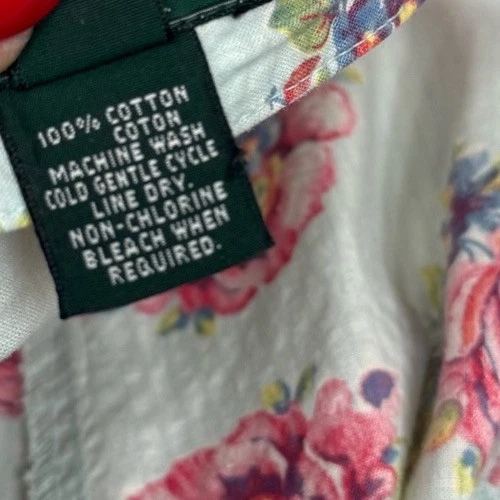 100% COTTON
COTON
MACHINE WASH
COLD GENTLE CYCLE
LINE DRY.
NON-CHLORINE
BLEACH WHEN
REQUIRED.